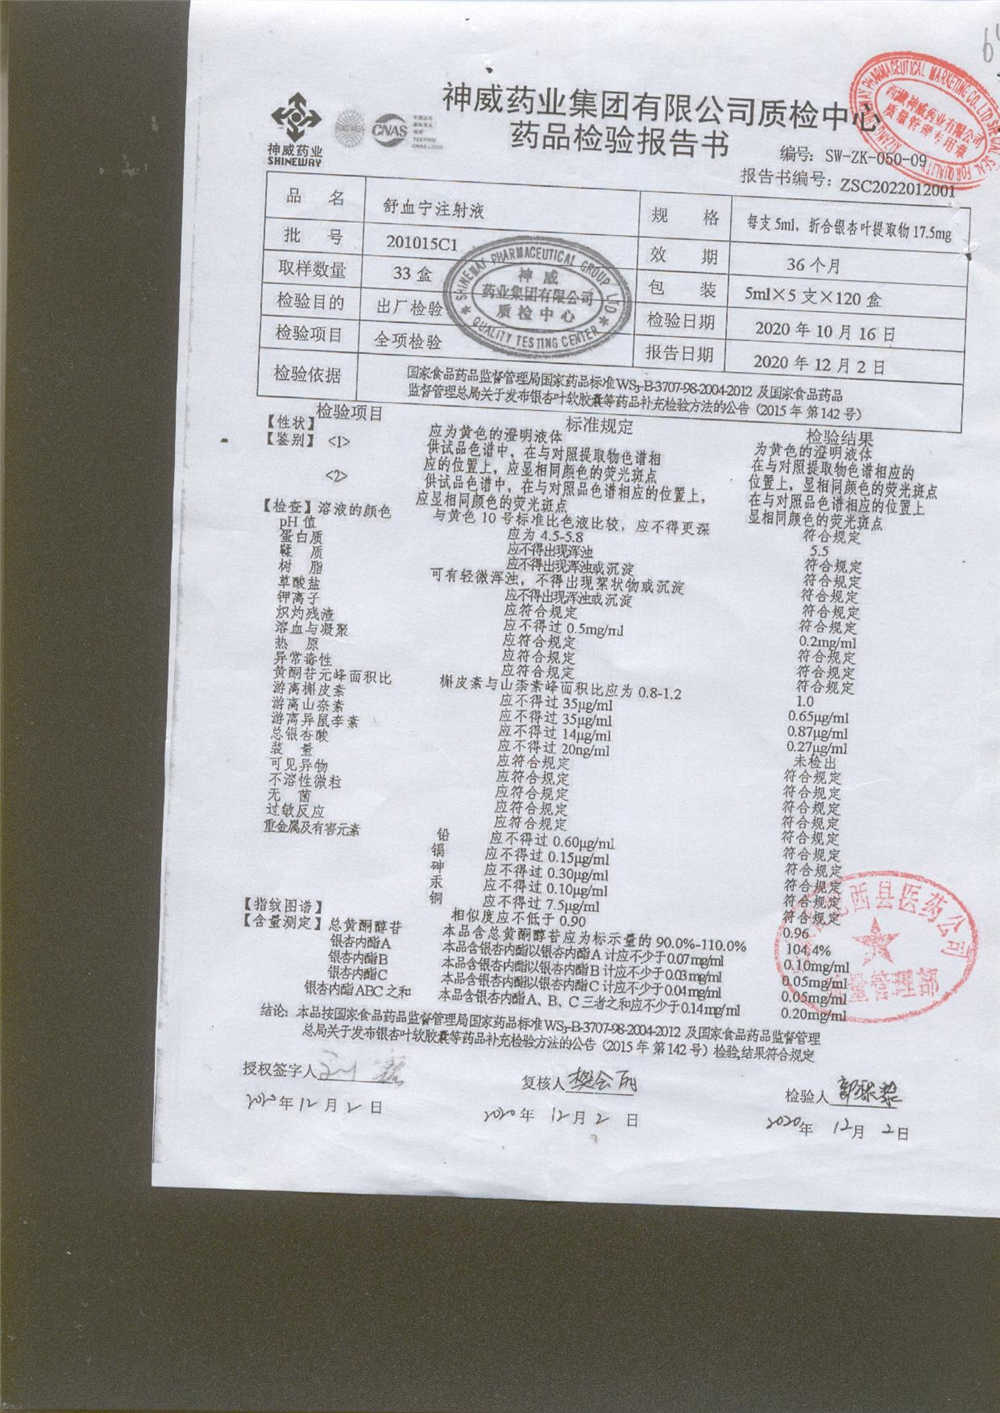 神威药业集团有限公司质检中心
药品检验报告书
神威药业
SHINEWAY
CNAS
编号: SW-ZK-050-09
报告书编号: ZSC2022012001
品 名 舒血宁注射液 规 格 每支5ml，折合银杏叶提取物17.5mg
批 号 201015C1 效 期 36个月
取样数量 33盒 包 装 5ml×5支×120盒
检验目的 出厂检验 检验日期 2020年10月16日
检验项目 全项检验 报告日期 2020年12月2日
检验依据 国家食品药品监督管理局国家药品标准WS₃-B-3707-98-2004-2012 及国家食品药品
监督管理总局关于发布银杏叶软胶囊等药品补充检验方法的公告（2015年第142号）
SHINEWAY PHARMACEUTICAL GROUP LTD
神威
药业集团有限公司
质检中心
QUALITY TESTING CENTER
检验项目 标准规定 检验结果
【性状】 应为黄色的澄明液体 为黄色的澄明液体
【鉴别】 <1> 供试品色谱中，在与对照提取物色谱相 在与对照提取物色谱相应的
应的位置上，应显相同颜色的荧光斑点 位置上，显相同颜色的荧光斑点
<2> 供试品色谱中，在与对照品色谱相应的位置上， 在与对照品色谱相应的位置上
应显相同颜色的荧光斑点 显相同颜色的荧光斑点
【检查】溶液的颜色 与黄色10号标准比色液比较，应不得更深 符合规定
pH值 应为4.5-5.8 5.5
蛋白质 应不得出现浑浊 符合规定
鞣 质 应不得出现浑浊或沉淀 符合规定
树 脂 可有轻微浑浊，不得出现絮状物或沉淀 符合规定
草酸盐 应不得出现浑浊或沉淀 符合规定
钾离子 应符合规定 符合规定
炽灼残渣 应不得过0.5mg/ml 0.2mg/ml
溶血与凝聚 应符合规定 符合规定
热 原 应符合规定 符合规定
异常毒性 应符合规定 符合规定
黄酮苷元峰面积比 槲皮素与山柰素峰面积比应为0.8-1.2 1.0
游离槲皮素 应不得过35μg/ml 0.65μg/ml
游离山柰素 应不得过35μg/ml 0.87μg/ml
游离异鼠李素 应不得过14μg/ml 0.27μg/ml
总银杏酸 应不得过20ng/ml 未检出
装 量 应符合规定 符合规定
可见异物 应符合规定 符合规定
不溶性微粒 应符合规定 符合规定
无 菌 应符合规定 符合规定
过敏反应 应符合规定 符合规定
重金属及有害元素 铅 应不得过0.60μg/ml 符合规定
镉 应不得过0.15μg/ml 符合规定
砷 应不得过0.30μg/ml 符合规定
汞 应不得过0.10μg/ml 符合规定
铜 应不得过7.5μg/ml 符合规定
【指纹图谱】 相似度应不低于0.90 0.96
【含量测定】总黄酮醇苷 本品含总黄酮醇苷应为标示量的90.0%-110.0% 104.4%
银杏内酯A 本品含银杏内酯以银杏内酯A计应不少于0.07mg/ml 0.10mg/ml
银杏内酯B 本品含银杏内酯以银杏内酯B计应不少于0.03mg/ml 0.05mg/ml
银杏内酯C 本品含银杏内酯以银杏内酯C计应不少于0.04mg/ml 0.05mg/ml
银杏内酯ABC之和 本品含银杏内酯A、B、C三者之和应不少于0.14mg/ml 0.20mg/ml
西县医药公司
质量管理部
结论：本品按国家食品药品监督管理局国家药品标准WS₃-B-3707-98-2004-2012 及国家食品药品监督管理
总局关于发布银杏叶软胶囊等药品补充检验方法的公告（2015年第142号）检验,结果符合规定
授权签字人 复核人 樊会丽 检验人
2020年12月2日 2020年12月2日 2020年12月2日